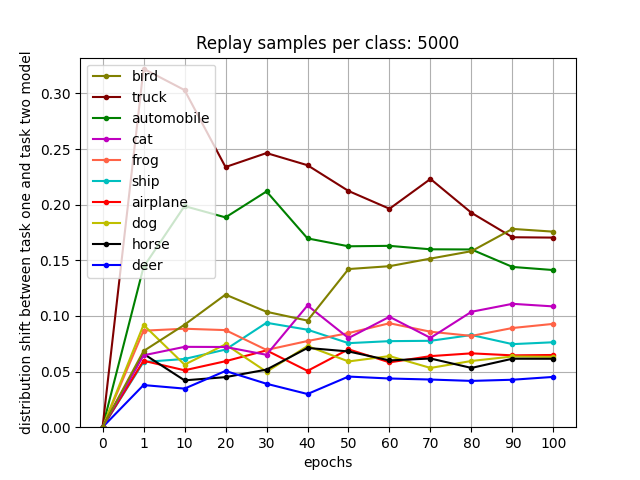 Replay samples per class: 5000
distribution shift between task one and task two model
0.30
0.25
0.20
0.15
0.10
0.05
0.00
bird
truck
automobile
cat
frog
ship
airplane
dog
horse
deer
0 1 10 20 30 40 50 60 70 80 90 100
epochs